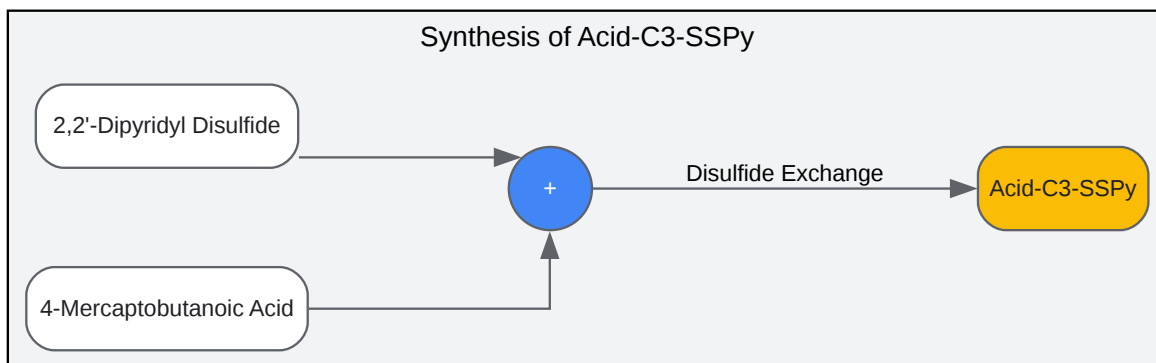 Synthesis of Acid-C3-SSPy
2,2'-Dipyridyl Disulfide
+
Disulfide Exchange
Acid-C3-SSPy
4-Mercaptobutanoic Acid